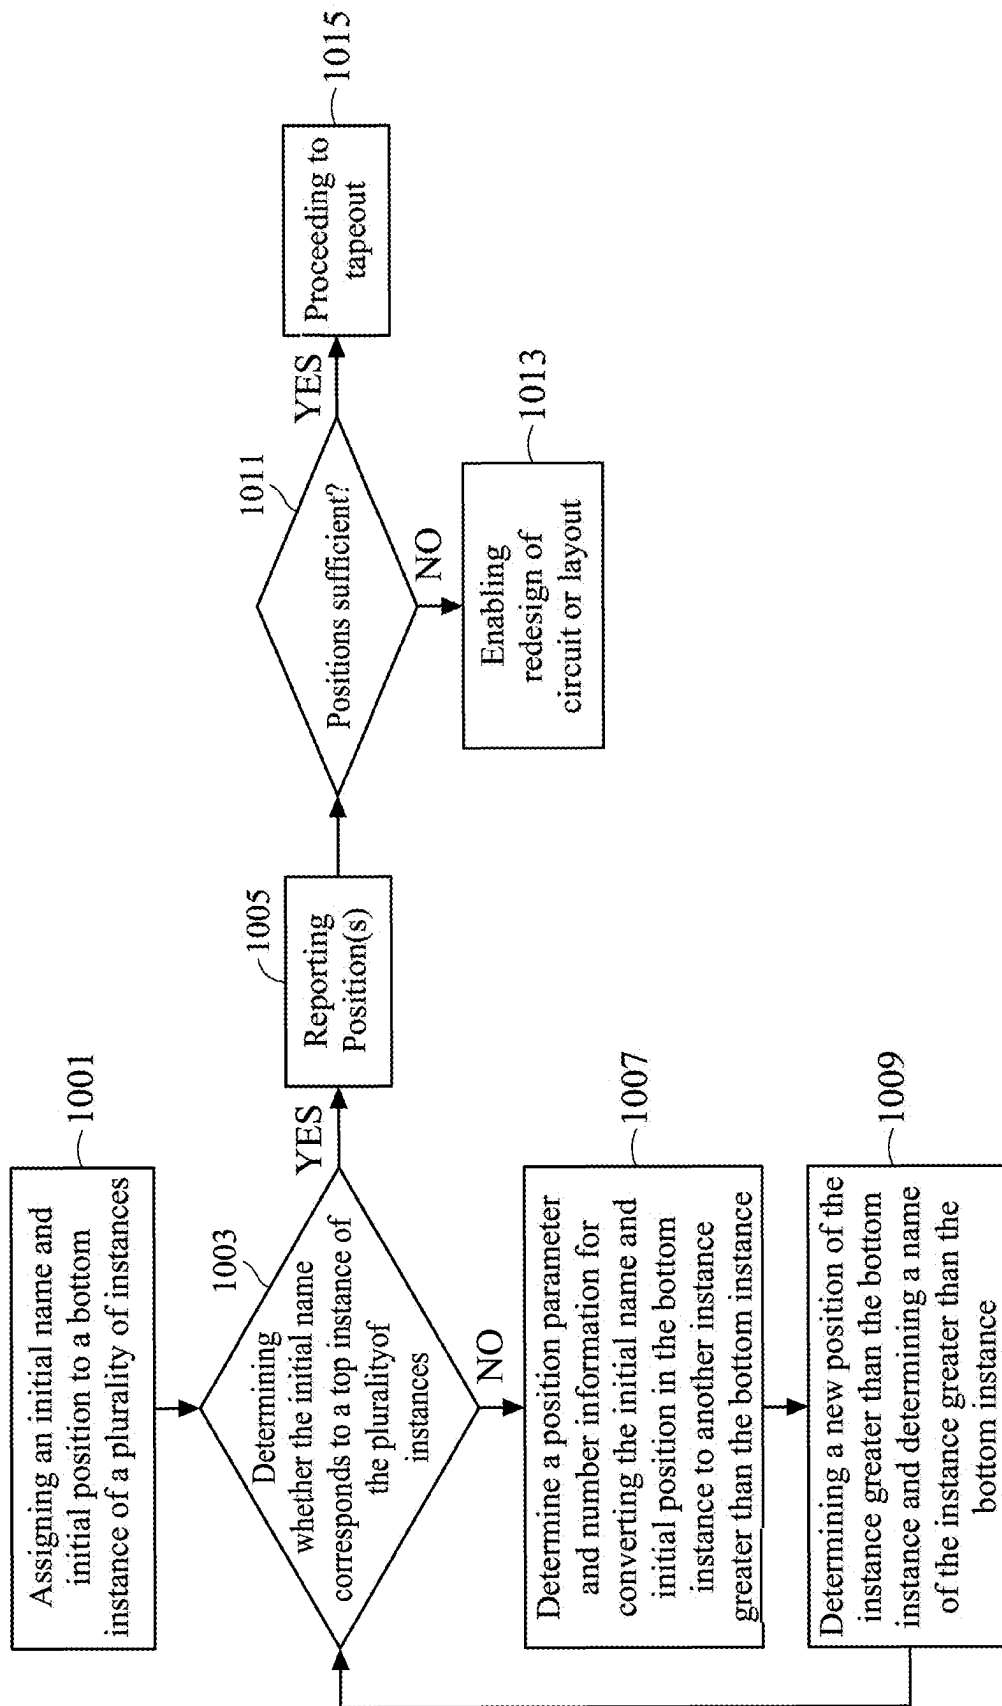 Assigning an initial name and
initial position to a bottom
instance of a plurality of instances
1001
Determining
whether the initial name
corresponds to a top instance of
the pluralityof
instances
1003
YES
NO
Reporting
Position(s)
1005
Determine a position parameter
and number information for
converting the initial name and
initial position in the bottom
instance to another instance
greater than the bottom instance
1007
Determining a new position of the
instance greater than the bottom
instance and determining a name
of the instance greater than the
bottom instance
1009
Positions sufficient?
1011
YES
NO
Enabling
redesign of
circuit or layout
1013
Proceeding to
tapeout
1015